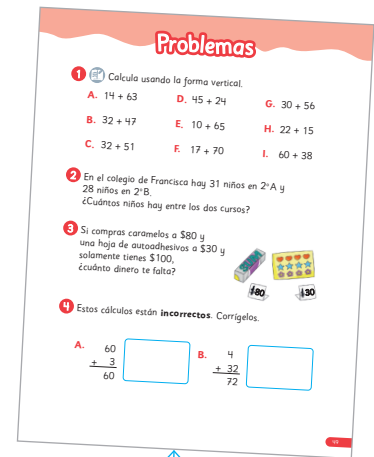 Problemas
1 Calcula usando la forma vertical.
A. 14 + 63
D. 45 + 24
G. 30 + 56
B. 32 + 47
E. 10 + 65
H. 22 + 15
C. 32 + 51
F. 17 + 70
I. 60 + 38
2 En el colegio de Francisca hay 31 niños en 2°A y
28 niños en 2°B.
¿Cuántos niños hay entre los dos cursos?
3 Si compras caramelos a $80 y
una hoja de autoadhesivos a $30 y
solamente tienes $100,
¿cuánto dinero te falta?
$80
$30
4 Estos cálculos están incorrectos. Corrígelos.
A.
60
+ 3
60
B.
4
+ 32
72